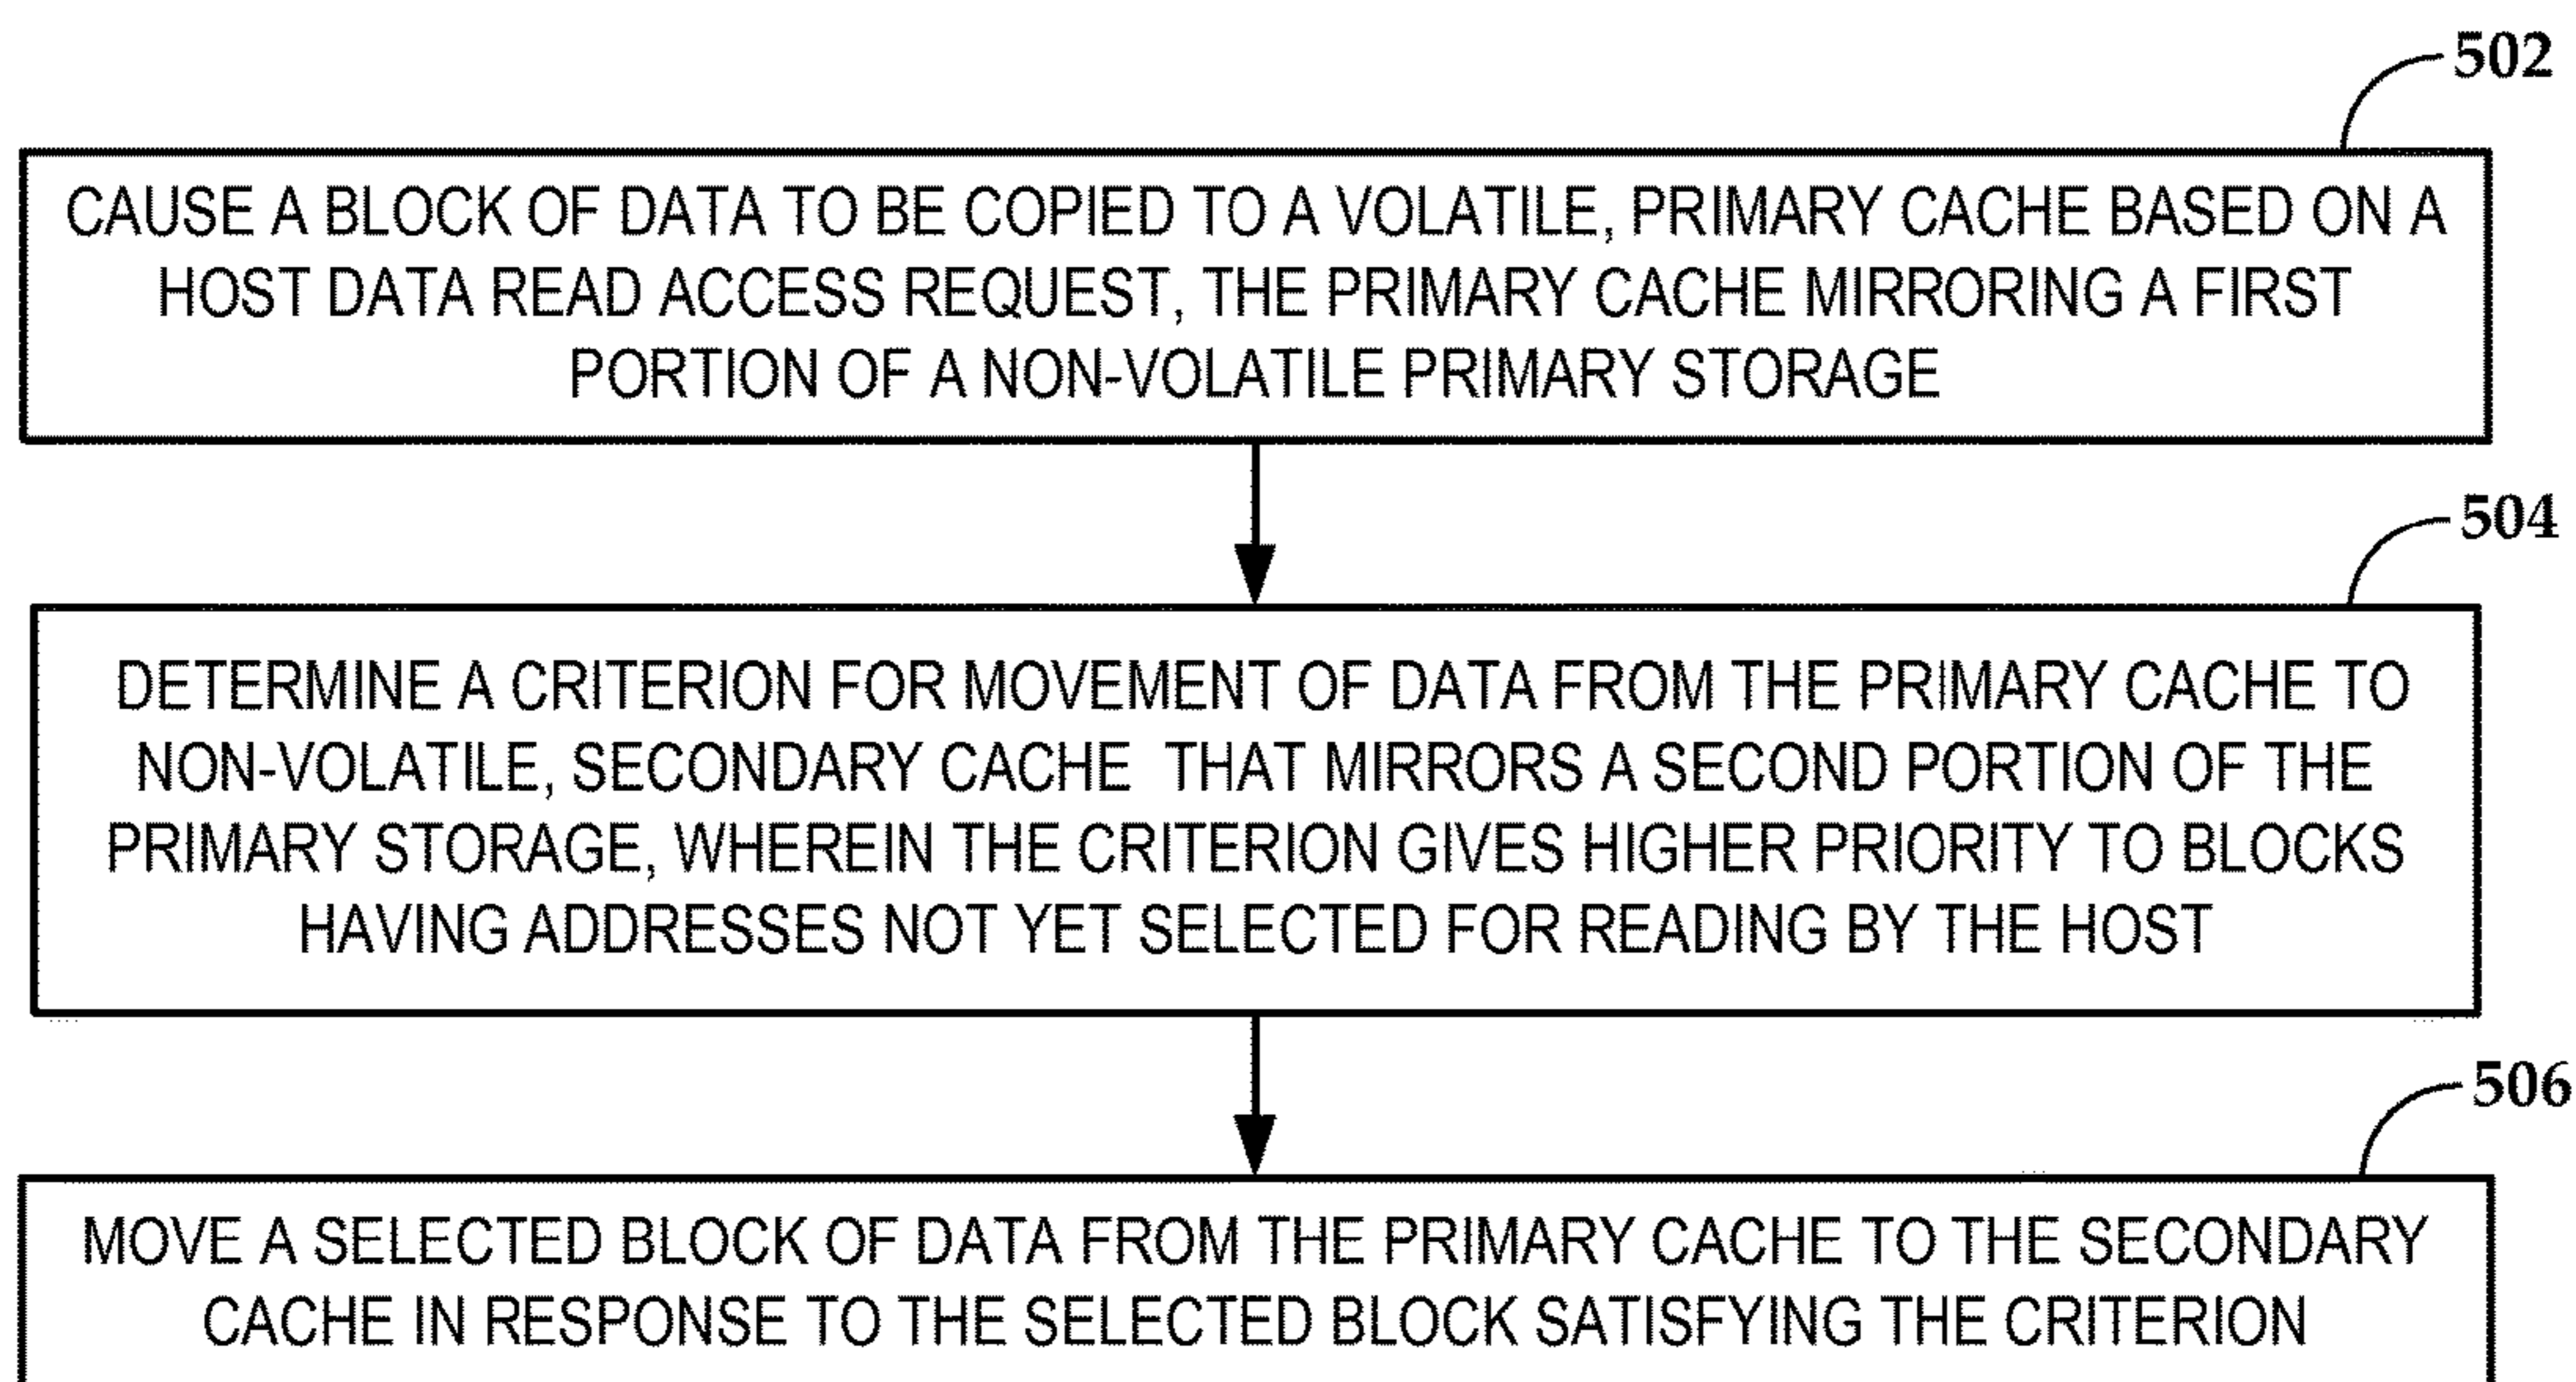 502
CAUSE A BLOCK OF DATA TO BE COPIED TO A VOLATILE, PRIMARY CACHE BASED ON A
HOST DATA READ ACCESS REQUEST, THE PRIMARY CACHE MIRRORING A FIRST
PORTION OF A NON-VOLATILE PRIMARY STORAGE
504
DETERMINE A CRITERION FOR MOVEMENT OF DATA FROM THE PRIMARY CACHE TO
NON-VOLATILE, SECONDARY CACHE THAT MIRRORS A SECOND PORTION OF THE
PRIMARY STORAGE, WHEREIN THE CRITERION GIVES HIGHER PRIORITY TO BLOCKS
HAVING ADDRESSES NOT YET SELECTED FOR READING BY THE HOST
506
MOVE A SELECTED BLOCK OF DATA FROM THE PRIMARY CACHE TO THE SECONDARY
CACHE IN RESPONSE TO THE SELECTED BLOCK SATISFYING THE CRITERION